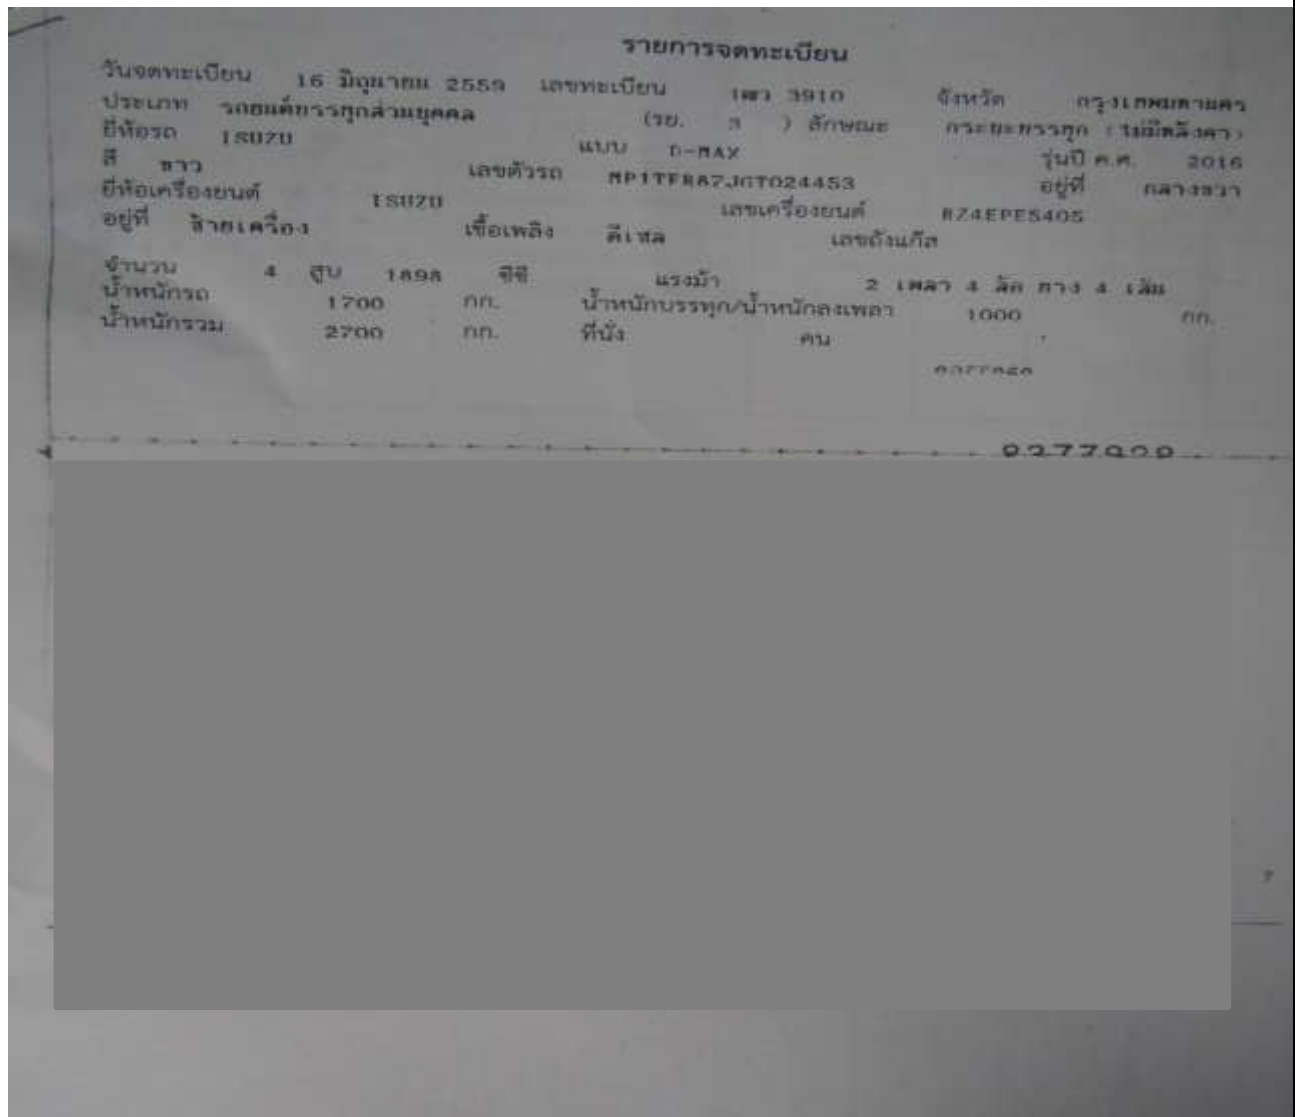 รายการจดทะเบียน
วันจดทะเบียน 16 มิถุนายน 2559 เลขทะเบียน 3910 จังหวัด กรุงเทพมหานคร
ประเภท รถยนต์บรรทุกส่วนบุคคล (รย. 3 ) ลักษณะ กระบะบรรทุก (ไม่มีหลังคา)
ยี่ห้อรถ ISUZU แบบ D-MAX รุ่นปี ค.ศ. 2016
สี ขาว เลขตัวรถ MP1TFR87JGT024453 อยู่ที่ กลางขวา
ยี่ห้อเครื่องยนต์ ISUZU เลขเครื่องยนต์ RZ4EPE5405
อยู่ที่ ซ้ายเครื่อง เชื้อเพลิง ดีเซล เลขถังแก๊ส
จำนวน 4 สูบ 1898 ซีซี แรงม้า 2 เพลา 4 ล้อ ยาง 4 เส้น
น้ำหนักรถ 1700 กก. น้ำหนักบรรทุก/น้ำหนักลงเพลา 1000 กก.
น้ำหนักรวม 2700 กก. ที่นั่ง คน